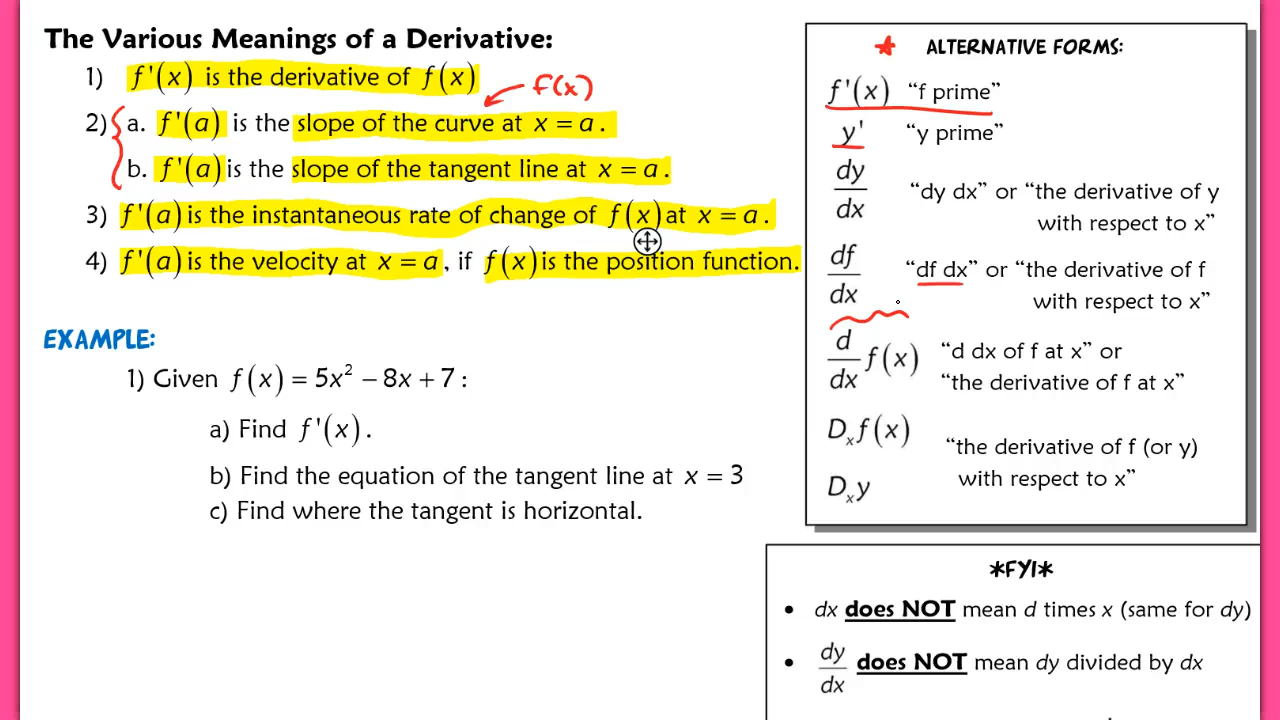 The Various Meanings of a Derivative:
1) f'(x) is the derivative of f(x)
f(x)
2) a. f'(a) is the slope of the curve at x = a.
b. f'(a) is the slope of the tangent line at x = a.
3) f'(a) is the instantaneous rate of change of f(x) at x = a.
4) f'(a) is the velocity at x = a, if f(x) is the position function.
EXAMPLE:
1) Given f(x) = 5x² − 8x + 7:
a) Find f'(x).
b) Find the equation of the tangent line at x = 3
c) Find where the tangent is horizontal.
ALTERNATIVE FORMS:
f'(x) “f prime”
y' “y prime”
dy/dx “dy dx” or “the derivative of y
with respect to x”
df/dx “df dx” or “the derivative of f
with respect to x”
d/dx f(x) “d dx of f at x” or
“the derivative of f at x”
Dₓf(x) “the derivative of f (or y)
Dₓy with respect to x”
*FYI*
• dx does NOT mean d times x (same for dy)
• dy/dx does NOT mean dy divided by dx